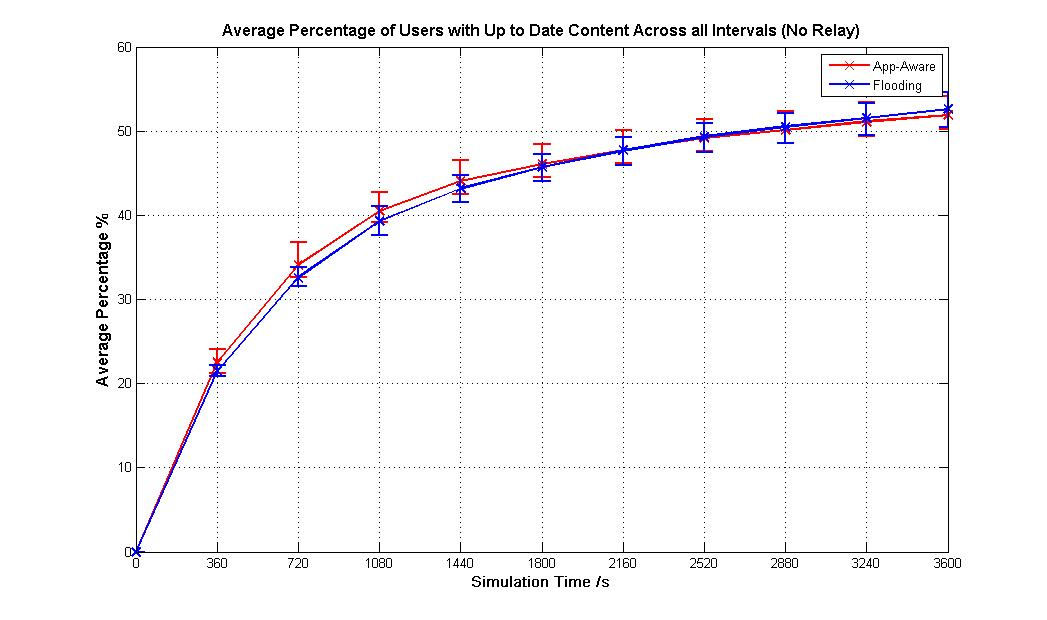 Average Percentage of Users with Up to Date Content Across all Intervals (No Relay)
60
50
40
30
20
10
0
Average Percentage %
App-Aware
Flooding
0 360 720 1080 1440 1800 2160 2520 2880 3240 3600
Simulation Time /s